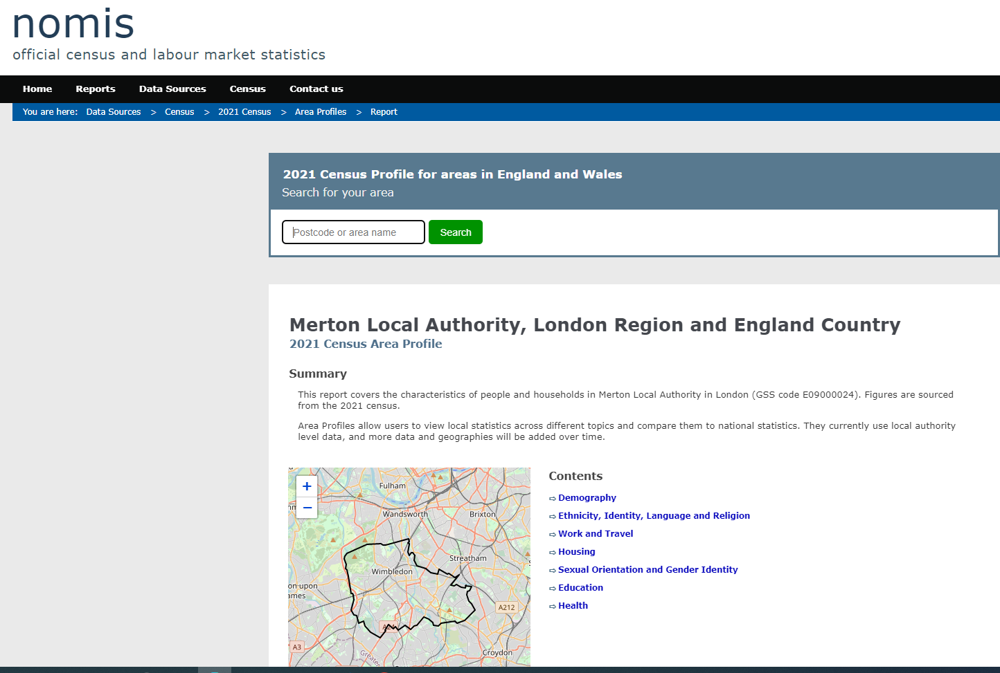 nomis
official census and labour market statistics
Home Reports Data Sources Census Contact us
You are here: Data Sources > Census > 2021 Census > Area Profiles > Report
2021 Census Profile for areas in England and Wales
Search for your area
Postcode or area name Search
Merton Local Authority, London Region and England Country
2021 Census Area Profile
Summary
This report covers the characteristics of people and households in Merton Local Authority in London (GSS code E09000024). Figures are sourced
from the 2021 census.
Area Profiles allow users to view local statistics across different topics and compare them to national statistics. They currently use local authority
level data, and more data and geographies will be added over time.
+
−
Fulham
Wandsworth
Brixton
Streatham
Wimbledon
on upon
ames
A212
A24
A3
Croydon
Greater
Contents
⇨ Demography
⇨ Ethnicity, Identity, Language and Religion
⇨ Work and Travel
⇨ Housing
⇨ Sexual Orientation and Gender Identity
⇨ Education
⇨ Health